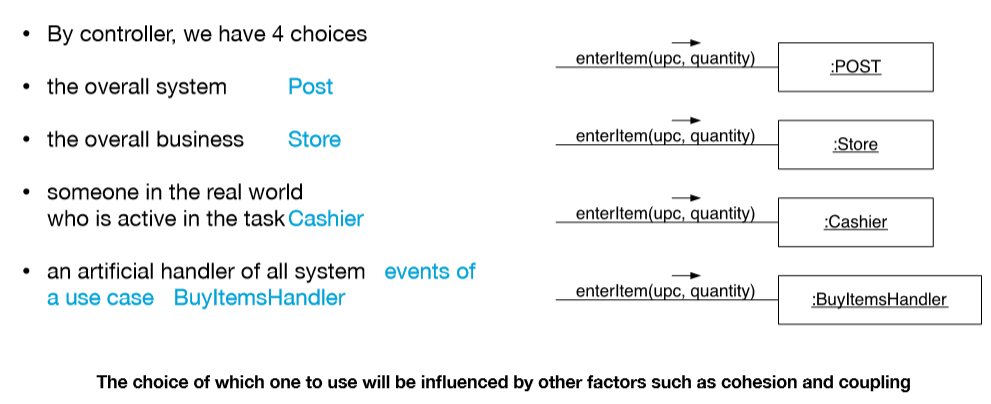 • By controller, we have 4 choices
• the overall system Post
• the overall business Store
• someone in the real world
who is active in the task Cashier
• an artificial handler of all system events of
a use case BuyItemsHandler
enterItem(upc, quantity)
:POST
enterItem(upc, quantity)
:Store
enterItem(upc, quantity)
:Cashier
enterItem(upc, quantity)
:BuyItemsHandler
The choice of which one to use will be influenced by other factors such as cohesion and coupling